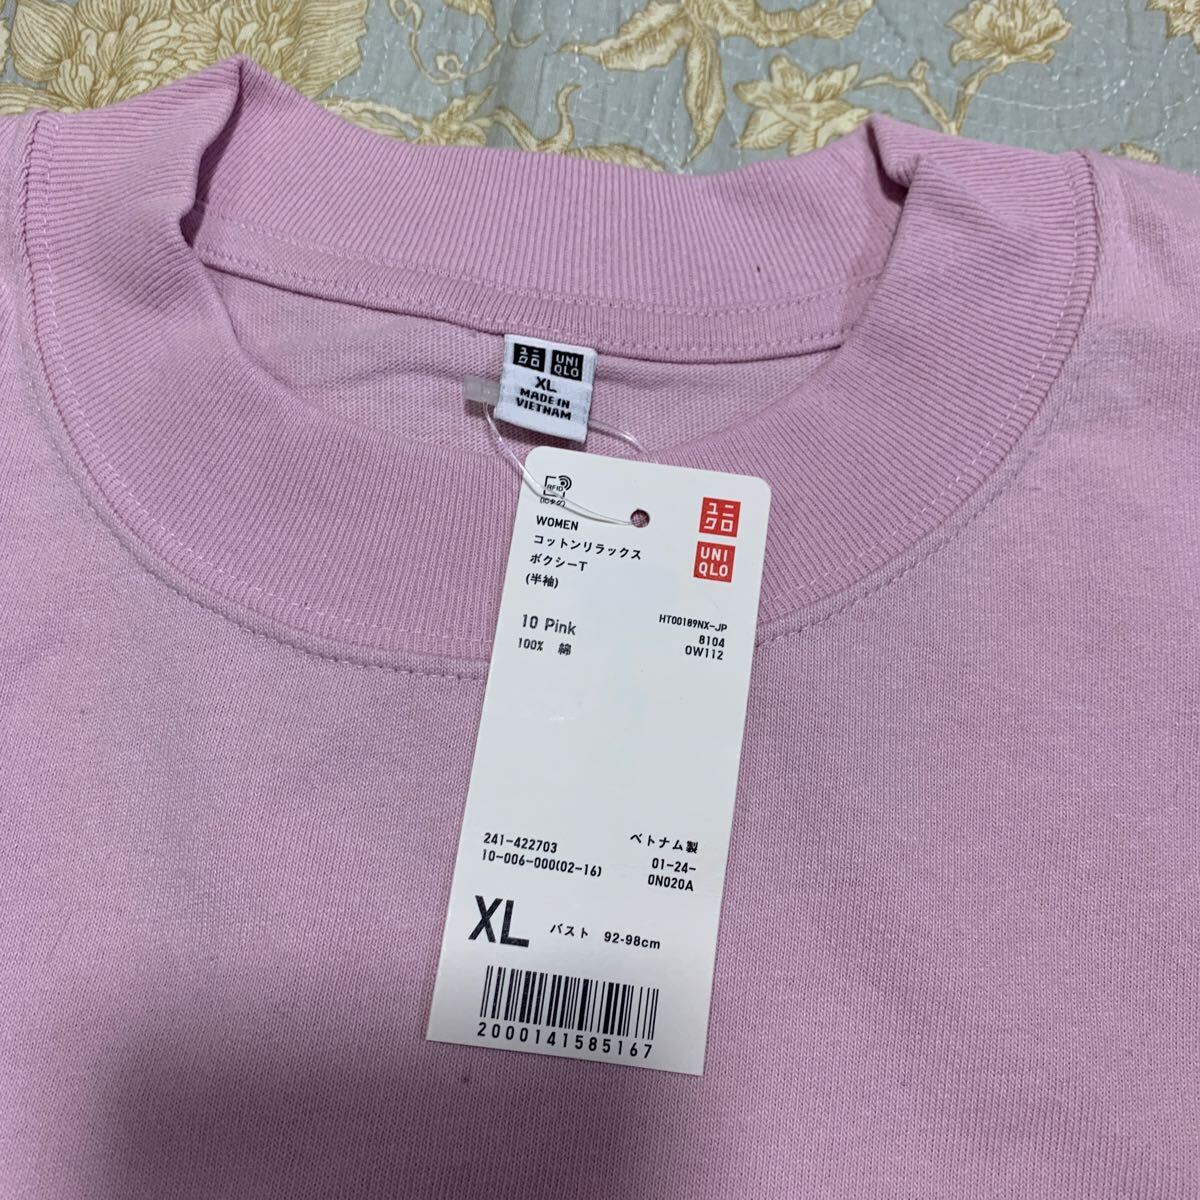 ユニ
クロ
UNI
QLO
XL
MADE IN
VIETNAM
RFID
WOMEN
コットンリラックス
ボクシーT
(半袖)
ユニ
クロ
UNI
QLO
10 Pink
100% 綿
HT00189NX-JP
8104
OW112
241-422703
10-006-000(02-16)
ベトナム製
01-24-
0N020A
XL バスト 92-98cm
2000141585167